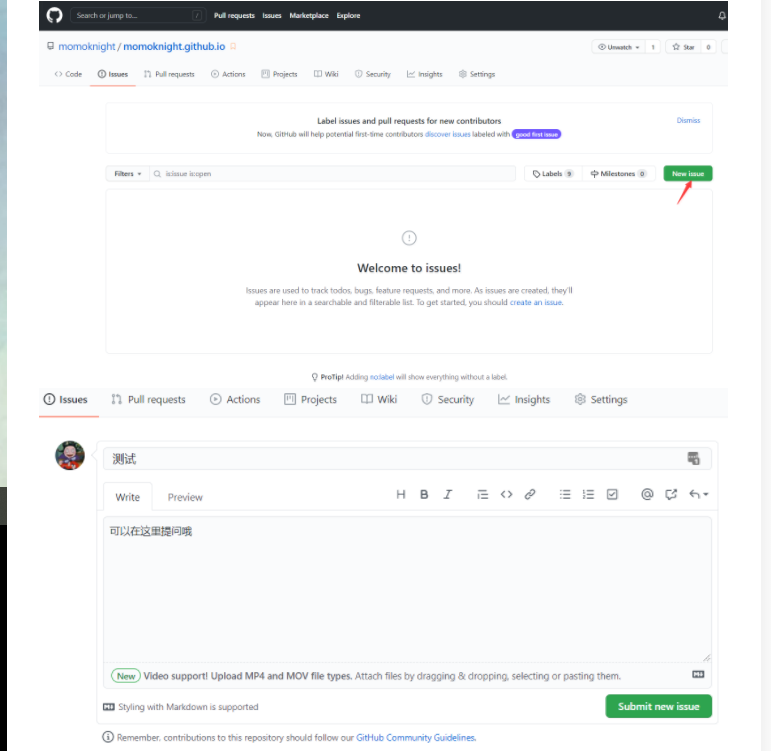 Search or jump to... / Pull requests Issues Marketplace Explore
momoknight / momoknight.github.io Unwatch 1 Star 0
Code Issues Pull requests Actions Projects Wiki Security Insights Settings
Label issues and pull requests for new contributors Dismiss
Now, GitHub will help potential first-time contributors discover issues labeled with good first issue
Filters is:issue is:open Labels 9 Milestones 0 New issue
Welcome to issues!
Issues are used to track todos, bugs, feature requests, and more. As issues are created, they'll
appear here in a searchable and filterable list. To get started, you should create an issue.
ProTip! Adding no:label will show everything without a label.
Issues Pull requests Actions Projects Wiki Security Insights Settings
测试
Write Preview H B I
可以在这里提问哦
New Video support! Upload MP4 and MOV file types. Attach files by dragging & dropping, selecting or pasting them.
Styling with Markdown is supported Submit new issue
Remember, contributions to this repository should follow our GitHub Community Guidelines.